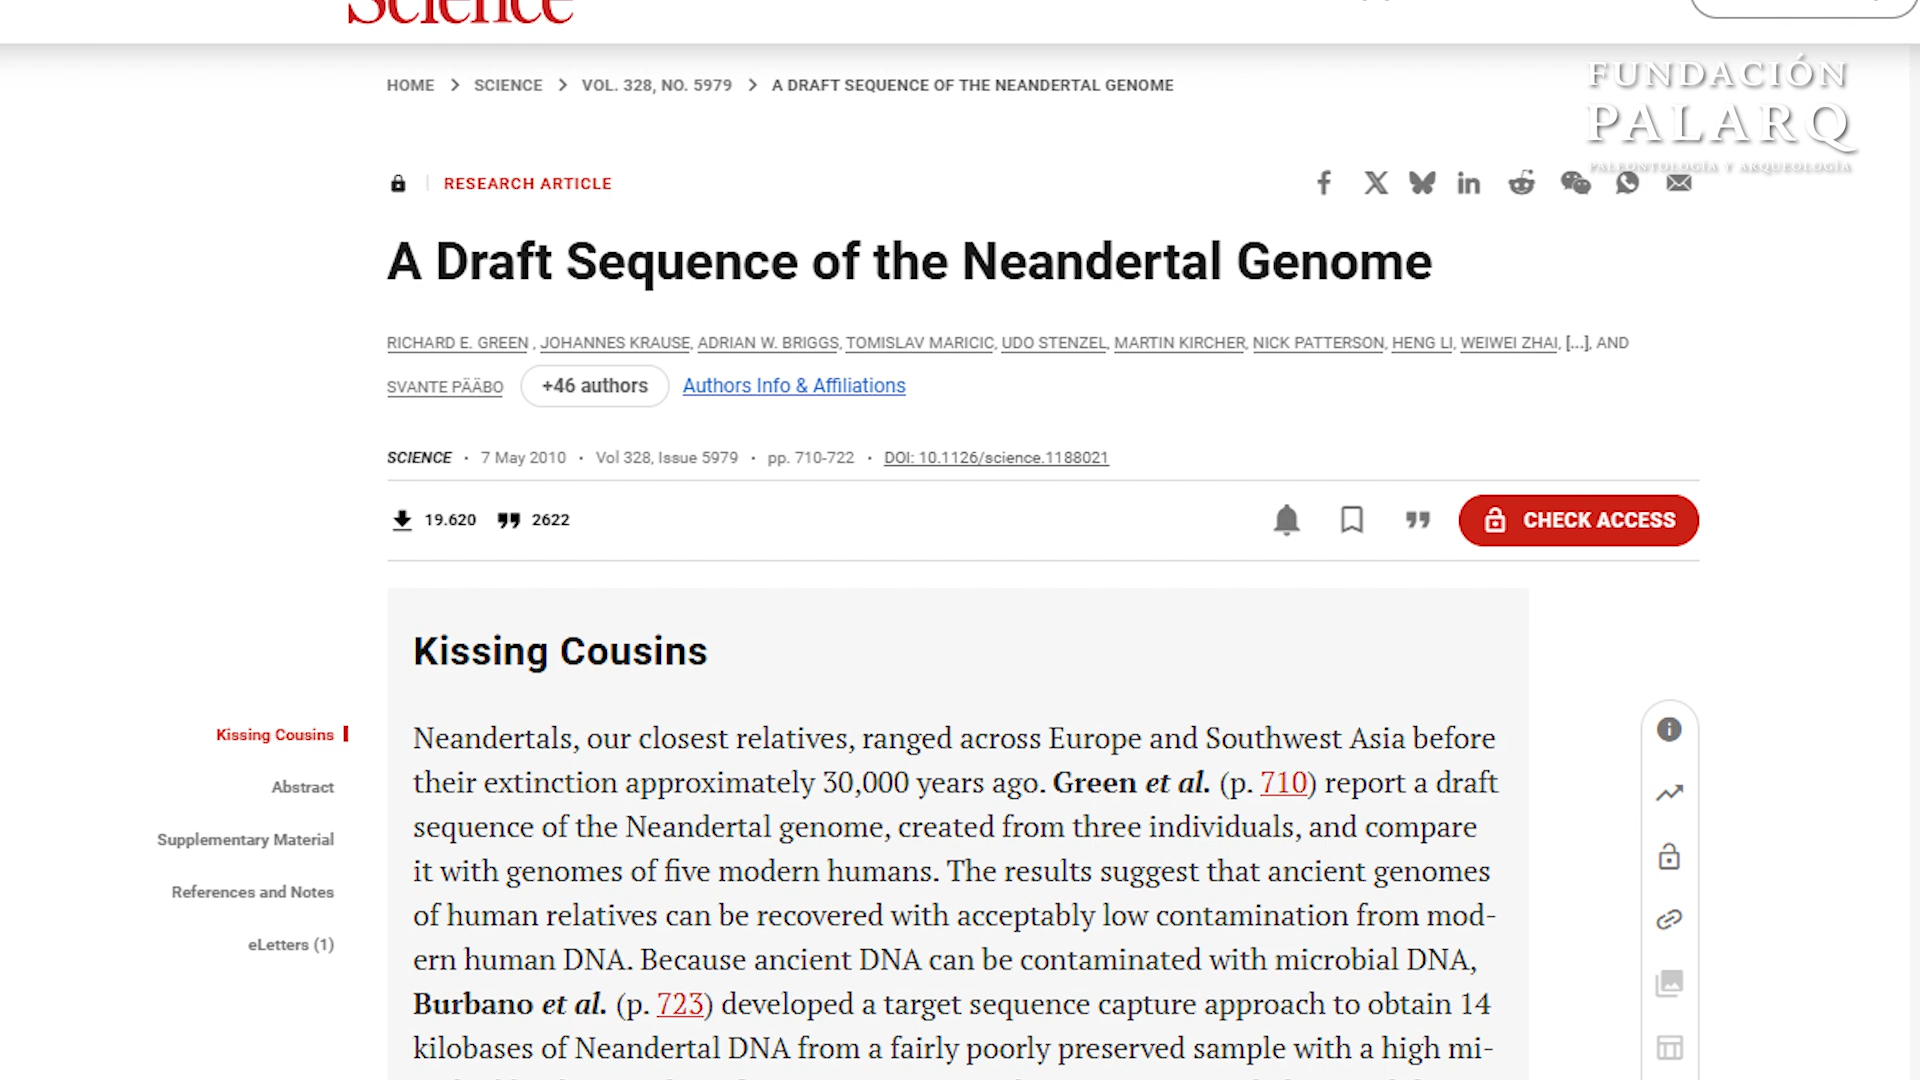 Science
HOME > SCIENCE > VOL. 328, NO. 5979 > A DRAFT SEQUENCE OF THE NEANDERTAL GENOME
FUNDACIÓN
PALARQ
PALEONTOLOGÍA Y ARQUEOLOGÍA
RESEARCH ARTICLE
A Draft Sequence of the Neandertal Genome
RICHARD E. GREEN , JOHANNES KRAUSE, ADRIAN W. BRIGGS, TOMISLAV MARICIC, UDO STENZEL, MARTIN KIRCHER, NICK PATTERSON, HENG LI, WEIWEI ZHAI, [...], AND
SVANTE PÄÄBO +46 authors Authors Info & Affiliations
SCIENCE · 7 May 2010 · Vol 328, Issue 5979 · pp. 710-722 · DOI: 10.1126/science.1188021
19.620 2622
CHECK ACCESS
Kissing Cousins
Abstract
Supplementary Material
References and Notes
eLetters (1)
Kissing Cousins
Neandertals, our closest relatives, ranged across Europe and Southwest Asia before
their extinction approximately 30,000 years ago. Green et al. (p. 710) report a draft
sequence of the Neandertal genome, created from three individuals, and compare
it with genomes of five modern humans. The results suggest that ancient genomes
of human relatives can be recovered with acceptably low contamination from mod-
ern human DNA. Because ancient DNA can be contaminated with microbial DNA,
Burbano et al. (p. 723) developed a target sequence capture approach to obtain 14
kilobases of Neandertal DNA from a fairly poorly preserved sample with a high mi-